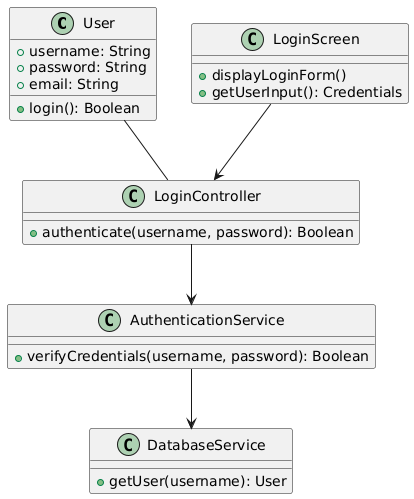 C User
+ username: String
+ password: String
+ email: String
+ login(): Boolean
C LoginScreen
+ displayLoginForm()
+ getUserInput(): Credentials
C LoginController
+ authenticate(username, password): Boolean
C AuthenticationService
+ verifyCredentials(username, password): Boolean
C DatabaseService
+ getUser(username): User